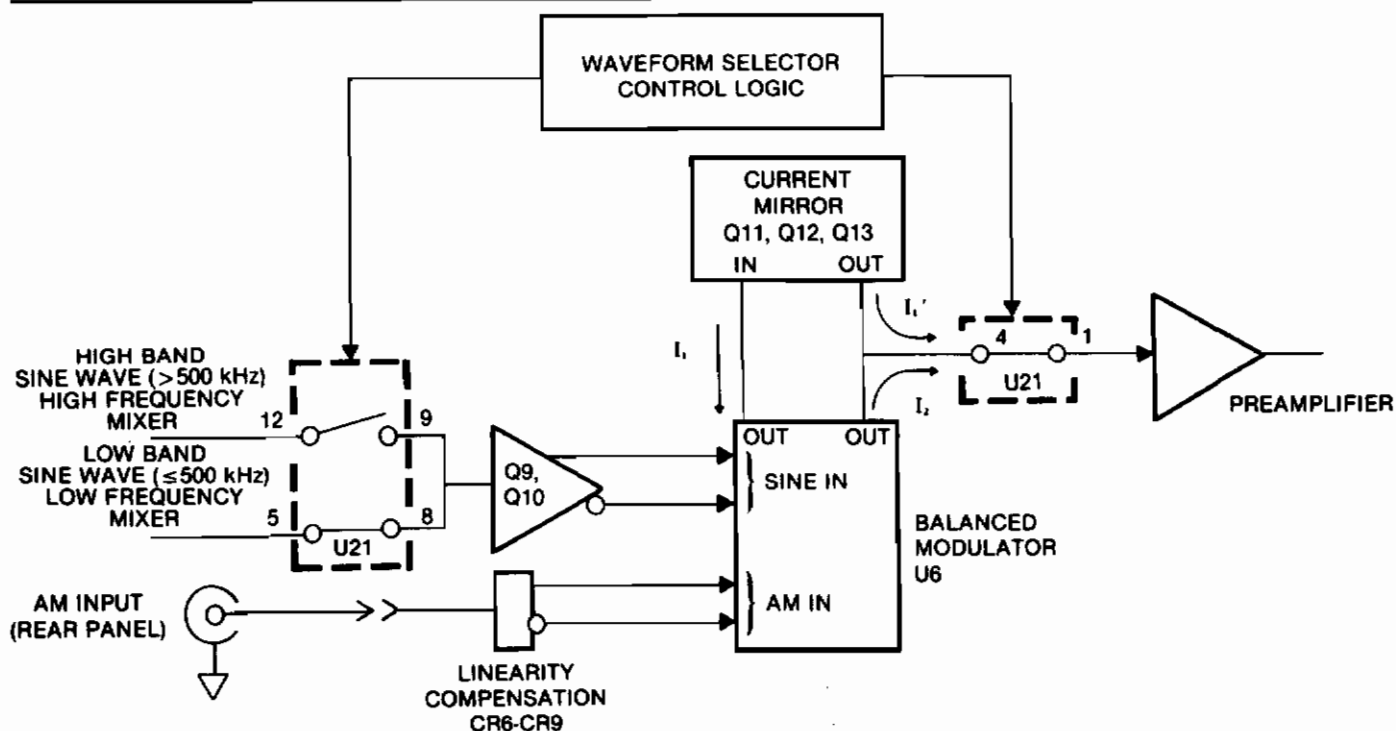 WAVEFORM SELECTOR
CONTROL LOGIC
CURRENT
MIRROR
Q11, Q12, Q13
IN OUT
I₁
I₁'
I₂
4 1
U21
PREAMPLIFIER
HIGH BAND
SINE WAVE (>500 kHz)
HIGH FREQUENCY
MIXER
12 9
LOW BAND
SINE WAVE (≤500 kHz)
LOW FREQUENCY
MIXER
5 8
U21
Q9,
Q10
OUT OUT
SINE IN
AM IN
BALANCED
MODULATOR
U6
AM INPUT
(REAR PANEL)
LINEARITY
COMPENSATION
CR6-CR9